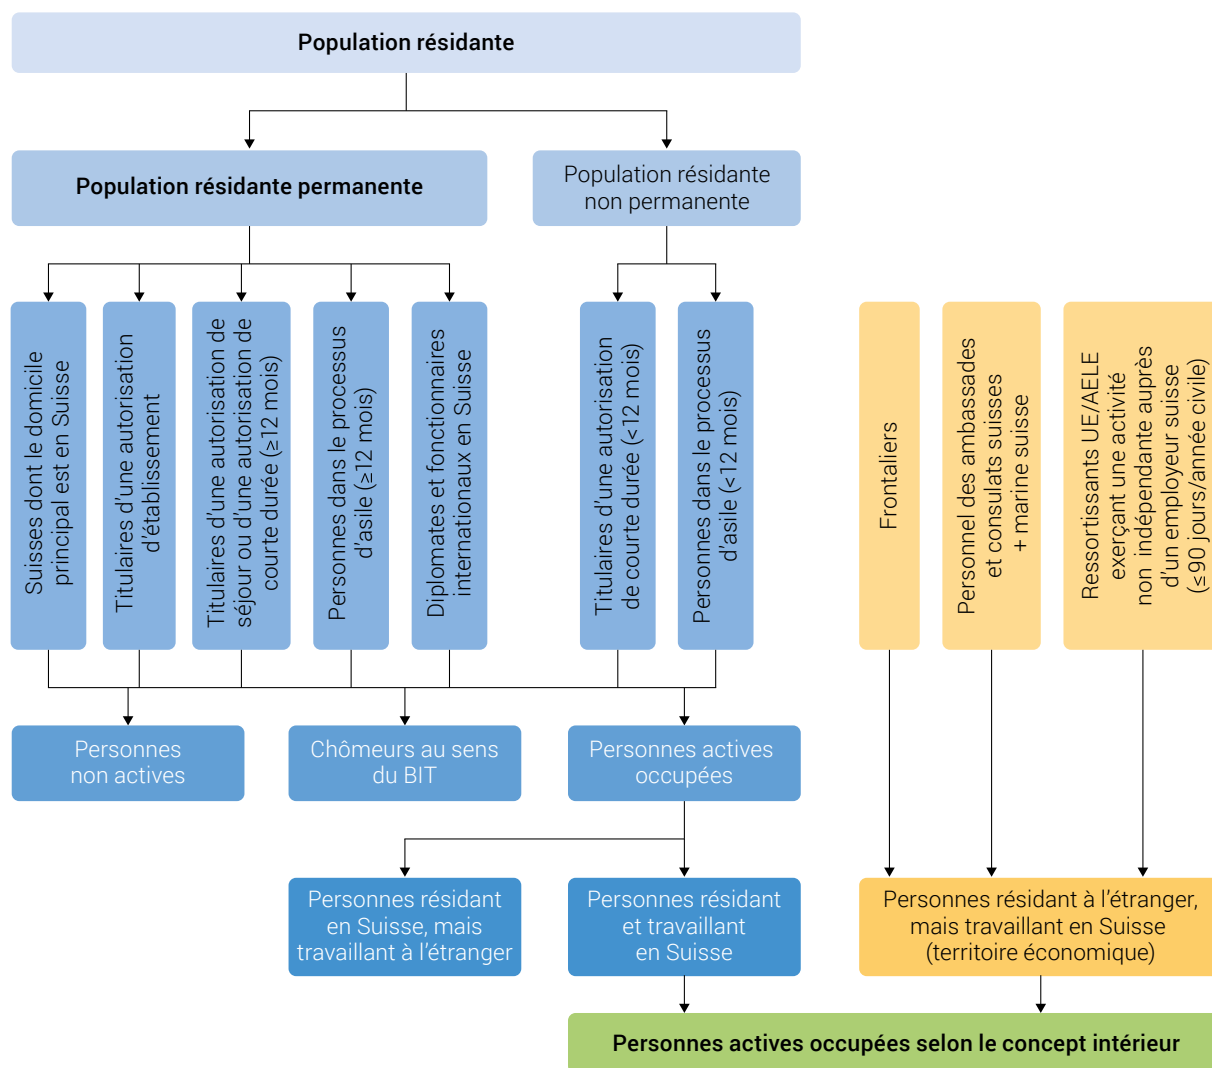 Population résidante
Population résidante permanente
Population résidante
non permanente
Suisses dont le domicile
principal est en Suisse
Titulaires d’une autorisation
d’établissement
Titulaires d’une autorisation de
séjour ou d’une autorisation de
courte durée (≥12 mois)
Personnes dans le processus
d’asile (≥12 mois)
Diplomates et fonctionnaires
internationaux en Suisse
Titulaires d’une autorisation
de courte durée (<12 mois)
Personnes dans le processus
d’asile (<12 mois)
Frontaliers
Personnel des ambassades
et consulats suisses
+ marine suisse
Ressortissants UE/AELE
exerçant une activité
non indépendante auprès
d’un employeur suisse
(≤90 jours/année civile)
Personnes
non actives
Chômeurs au sens
du BIT
Personnes actives
occupées
Personnes résidant
en Suisse, mais
travaillant à l’étranger
Personnes résidant
et travaillant
en Suisse
Personnes résidant à l’étranger,
mais travaillant en Suisse
(territoire économique)
Personnes actives occupées selon le concept intérieur